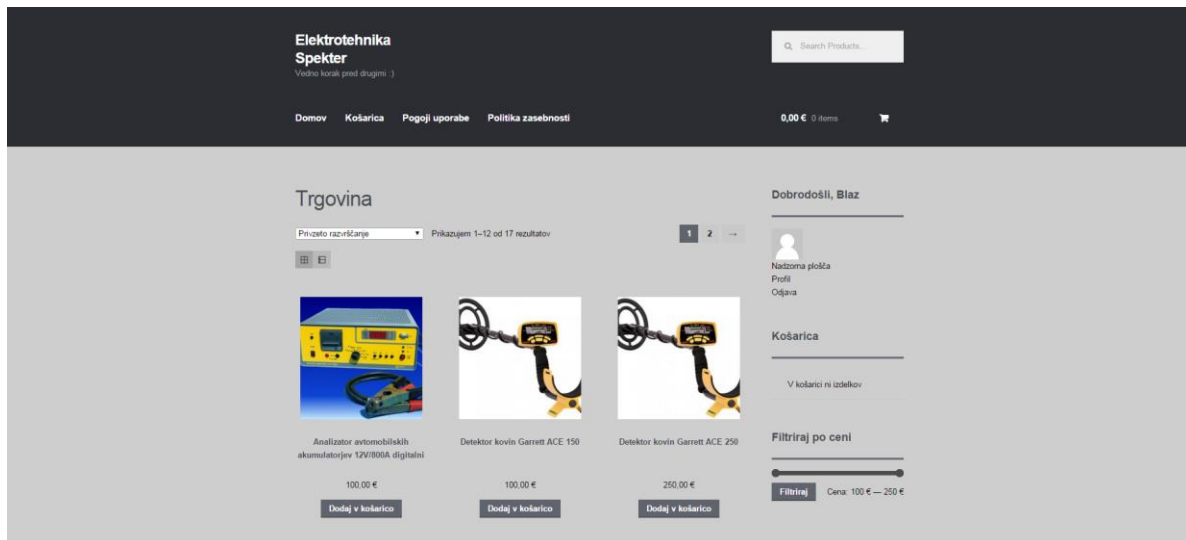 Elektrotehnika
Spekter
Vedno korak pred drugimi :)
Search Products...
Domov Košarica Pogoji uporabe Politika zasebnosti
0,00 € 0 items
Trgovina
Privzeto razvrščanje
Prikazujem 1–12 od 17 rezultatov
1 2 →
Dobrodošli, Blaz
Nadzorna plošča
Profil
Odjava
Košarica
V košarici ni izdelkov
Filtriraj po ceni
Filtriraj
Cena: 100 € — 250 €
Analizator avtomobilskih
akumulatorjev 12V/800A digitalni
100,00 €
Dodaj v košarico
Detektor kovin Garrett ACE 150
100,00 €
Dodaj v košarico
Detektor kovin Garrett ACE 250
250,00 €
Dodaj v košarico